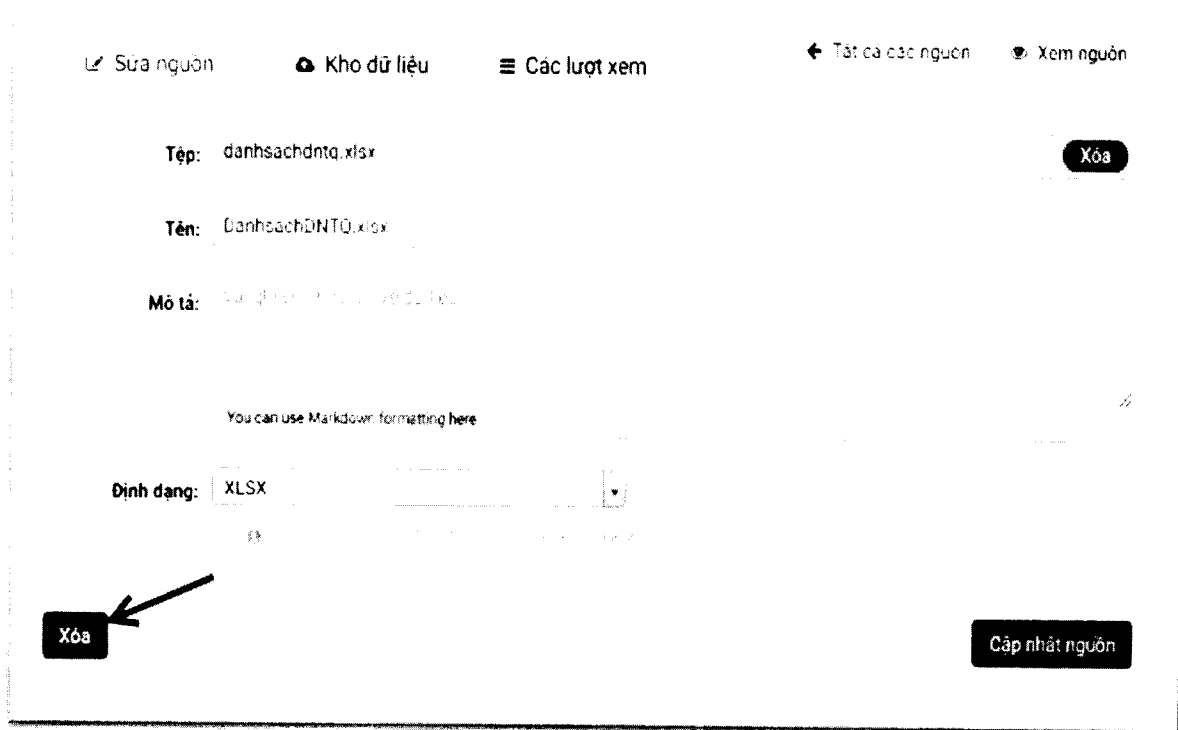 Sửa nguồn
Kho dữ liệu
Các lượt xem
Tất cả các nguồn
Xem nguồn
Tệp: danhsachdntq.xlsx
Xóa
Tên: DanhsachDNTQ.xlsx
Mô tả:
You can use Markdown formatting here
Định dạng: XLSX
Xóa
Cập nhật nguồn